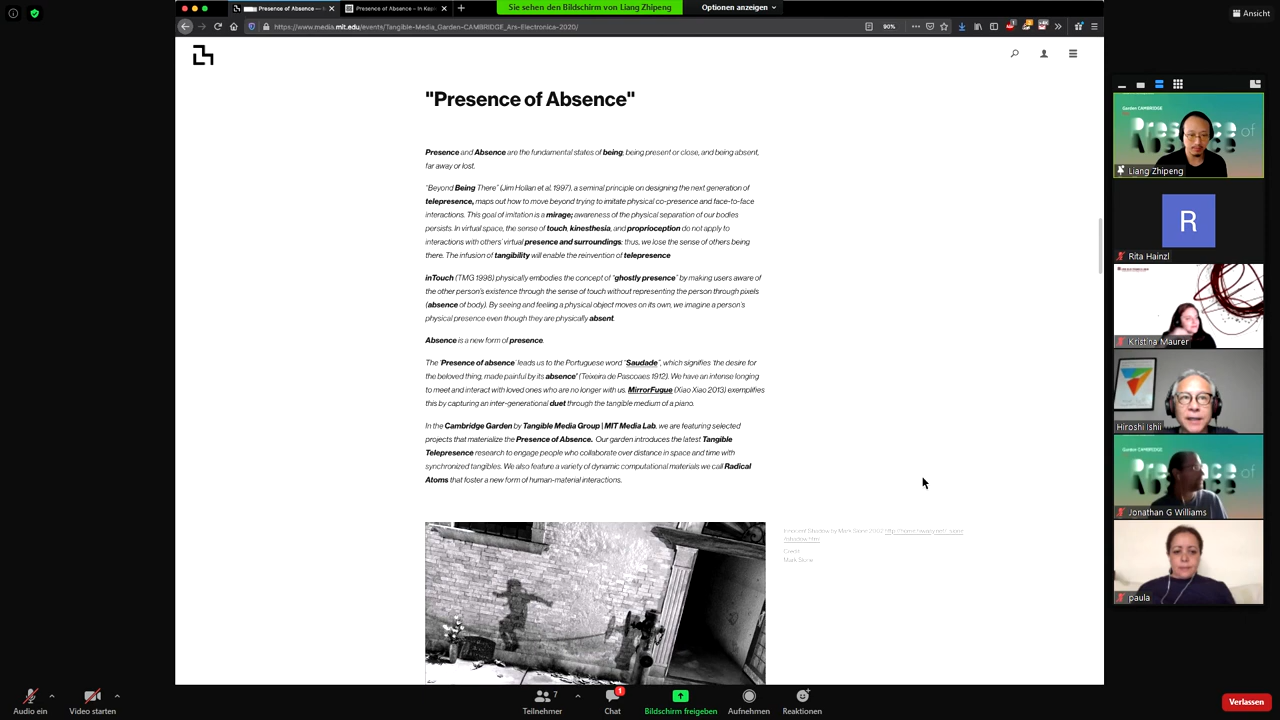 Presence of Absence —
Presence of Absence – In Kepl
Sie sehen den Bildschirm von Liang Zhipeng
Optionen anzeigen
Ansicht
https://www.media.mit.edu/events/Tangible-Media_Garden-CAMBRIDGE_Ars-Electronica-2020/
90%
"Presence of Absence"
Presence and Absence are the fundamental states of being; being present or close, and being absent,
far away or lost.
"Beyond Being There" (Jim Hollan et al. 1997), a seminal principle on designing the next generation of
telepresence, maps out how to move beyond trying to imitate physical co-presence and face-to-face
interactions. This goal of imitation is a mirage; awareness of the physical separation of our bodies
persists. In virtual space, the sense of touch, kinesthesia, and proprioception do not apply to
interactions with others' virtual presence and surroundings; thus, we lose the sense of others being
there. The infusion of tangibility will enable the reinvention of telepresence
inTouch (TMG 1998) physically embodies the concept of "ghostly presence" by making users aware of
the other person's existence through the sense of touch without representing the person through pixels
(absence of body). By seeing and feeling a physical object moves on its own, we imagine a person's
physical presence even though they are physically absent.
Absence is a new form of presence.
The 'Presence of absence' leads us to the Portuguese word "Saudade", which signifies 'the desire for
the beloved thing, made painful by its absence' (Teixeira de Pascoaes 1912). We have an intense longing
to meet and interact with loved ones who are no longer with us. MirrorFugue (Xiao Xiao 2013) exemplifies
this by capturing an inter-generational duet through the tangible medium of a piano.
In the Cambridge Garden by Tangible Media Group | MIT Media Lab, we are featuring selected
projects that materialize the Presence of Absence. Our garden introduces the latest Tangible
Telepresence research to engage people who collaborate over distance in space and time with
synchronized tangibles. We also feature a variety of dynamic computational materials we call Radical
Atoms that foster a new form of human-material interactions.
Innocent Shadow by Mark Slone
Credit
Mark Slone
Garden CAMBRIDGE
Presence of
Liang Zhipeng
R
Rita Hainzl
Kristina Maurer
Hiroshi Ishii
Garden CAMBRIDGE
Jonathan G Williams
paula
Audio ein
Video starten
7
Teilnehmer
1
Chat
Bildschirm freigeben
Aufnehmen
Reaktionen
Verlassen